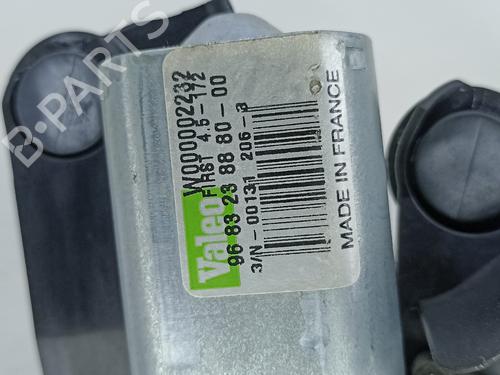 Valeo
W000002232
FIRST 4.5-172
96 83 23 88 80-00
3/N-00131 206-3
MADE IN FRANCE
B-PARTS